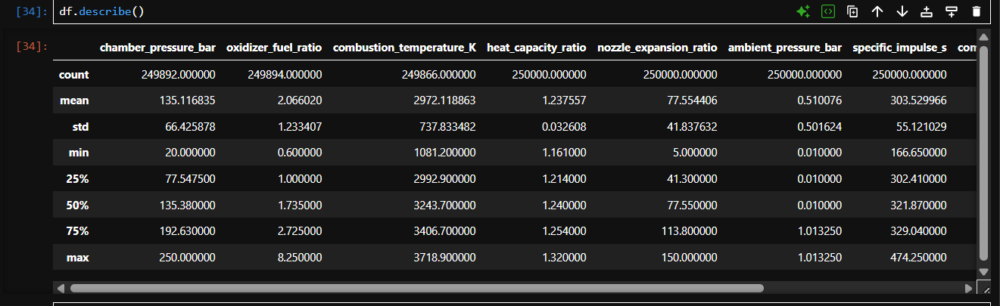 [34]: df.describe()
[34]:
chamber_pressure_bar oxidizer_fuel_ratio combustion_temperature_K heat_capacity_ratio nozzle_expansion_ratio ambient_pressure_bar specific_impulse_s com
count 249892.000000 249894.000000 249866.000000 250000.000000 250000.000000 250000.000000 250000.000000
mean 135.116835 2.066020 2972.118863 1.237557 77.554406 0.510076 303.529966
std 66.425878 1.233407 737.833482 0.032608 41.837632 0.501624 55.121029
min 20.000000 0.600000 1081.200000 1.161000 5.000000 0.010000 166.650000
25% 77.547500 1.000000 2992.900000 1.214000 41.300000 0.010000 302.410000
50% 135.380000 1.735000 3243.700000 1.240000 77.550000 0.010000 321.870000
75% 192.630000 2.725000 3406.700000 1.254000 113.800000 1.013250 329.040000
max 250.000000 8.250000 3718.900000 1.320000 150.000000 1.013250 474.250000